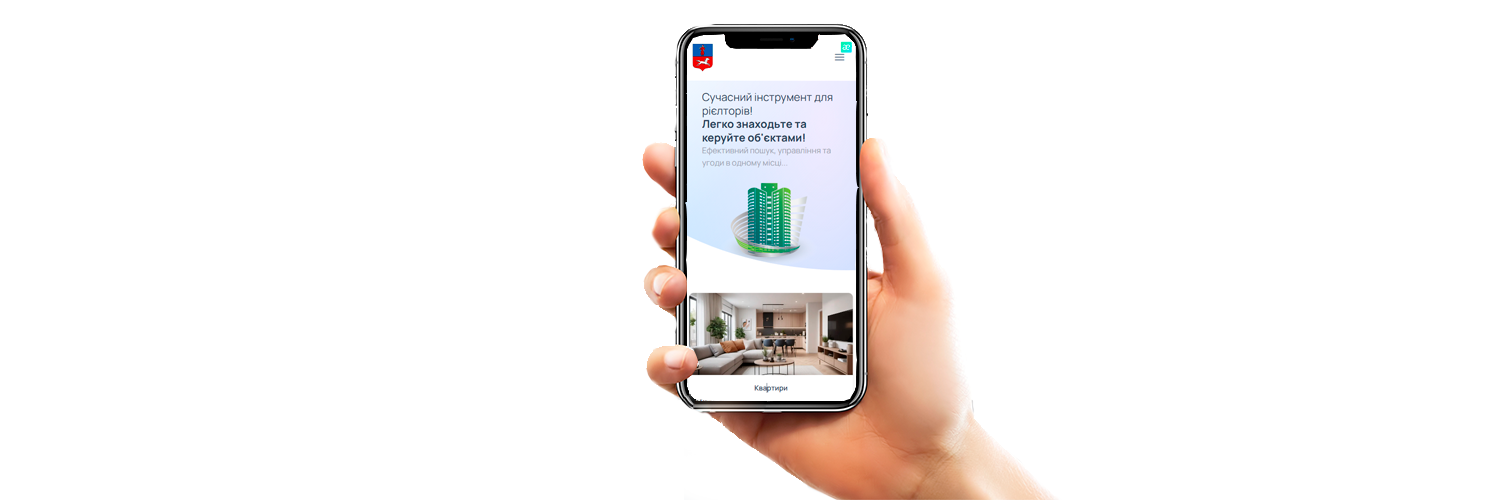 æ
Сучасний інструмент для
рієлторів!
Легко знаходьте та
керуйте об'єктами!
Ефективний пошук, управління та
угоди в одному місці...
Квартири